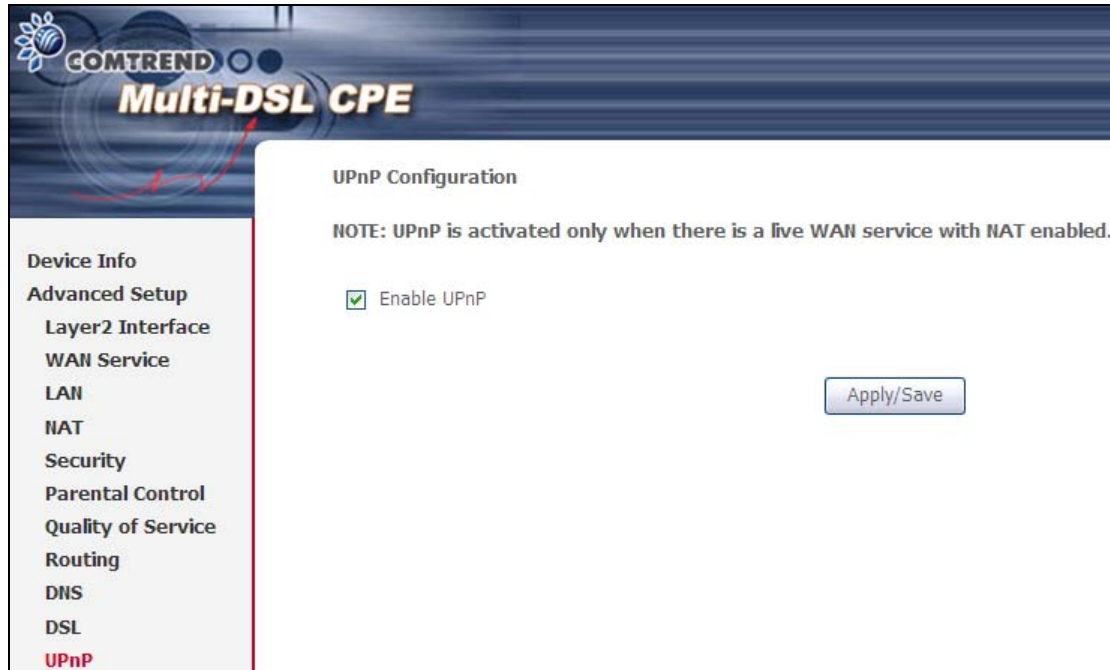 COMTREND
Multi-DSL CPE
UPnP Configuration
NOTE: UPnP is activated only when there is a live WAN service with NAT enabled.
Enable UPnP
Apply/Save
Device Info
Advanced Setup
Layer2 Interface
WAN Service
LAN
NAT
Security
Parental Control
Quality of Service
Routing
DNS
DSL
UPnP